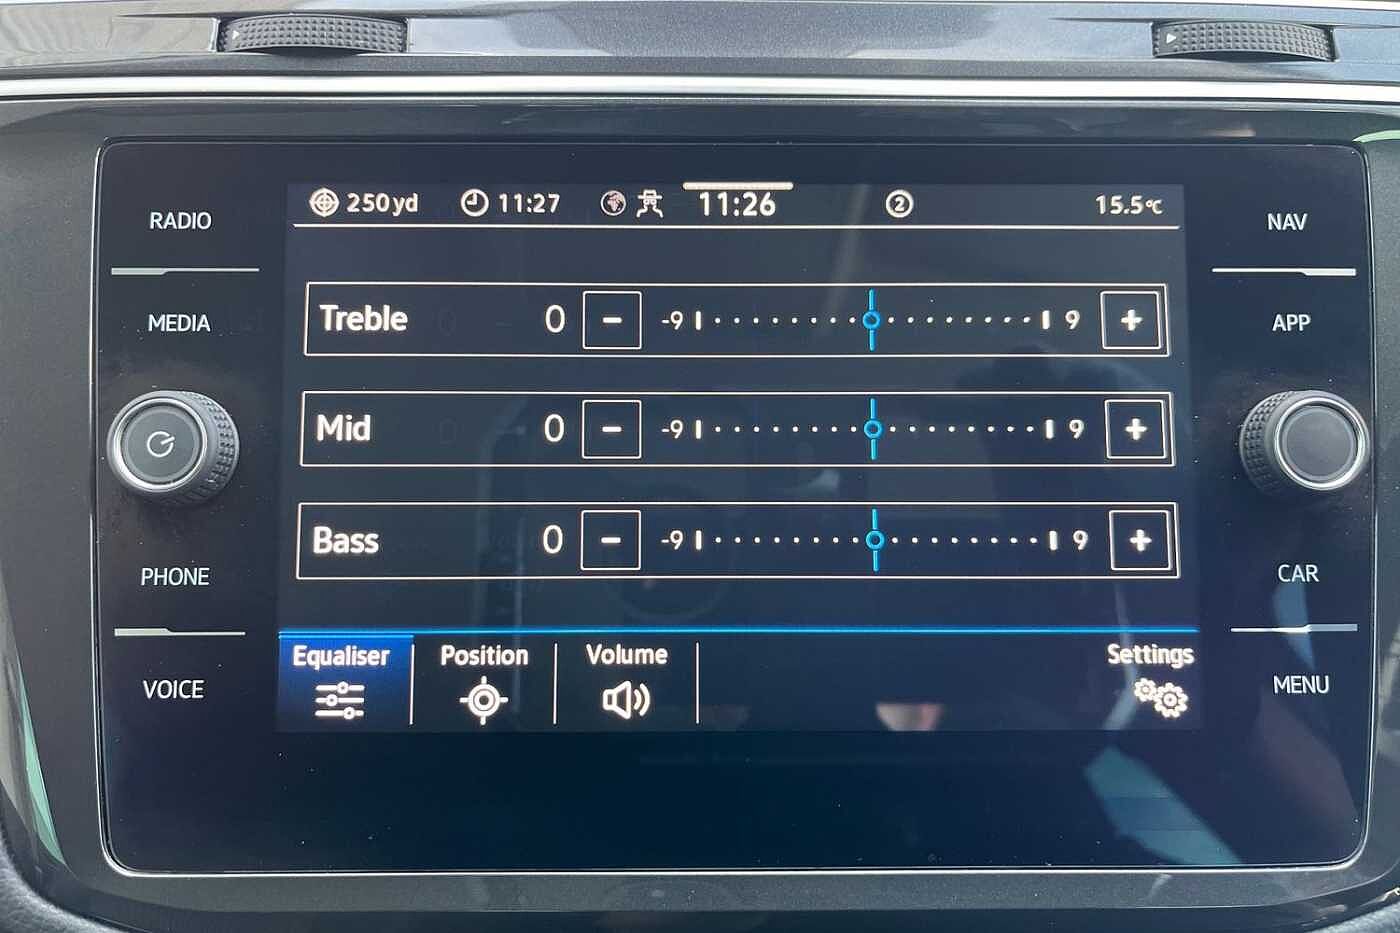 RADIO
MEDIA
PHONE
VOICE
250yd 11:27 11:26 2 15.5°C
Treble 0 - -9 9 +
Mid 0 - -9 9 +
Bass 0 - -9 9 +
Equaliser Position Volume Settings
NAV
APP
CAR
MENU